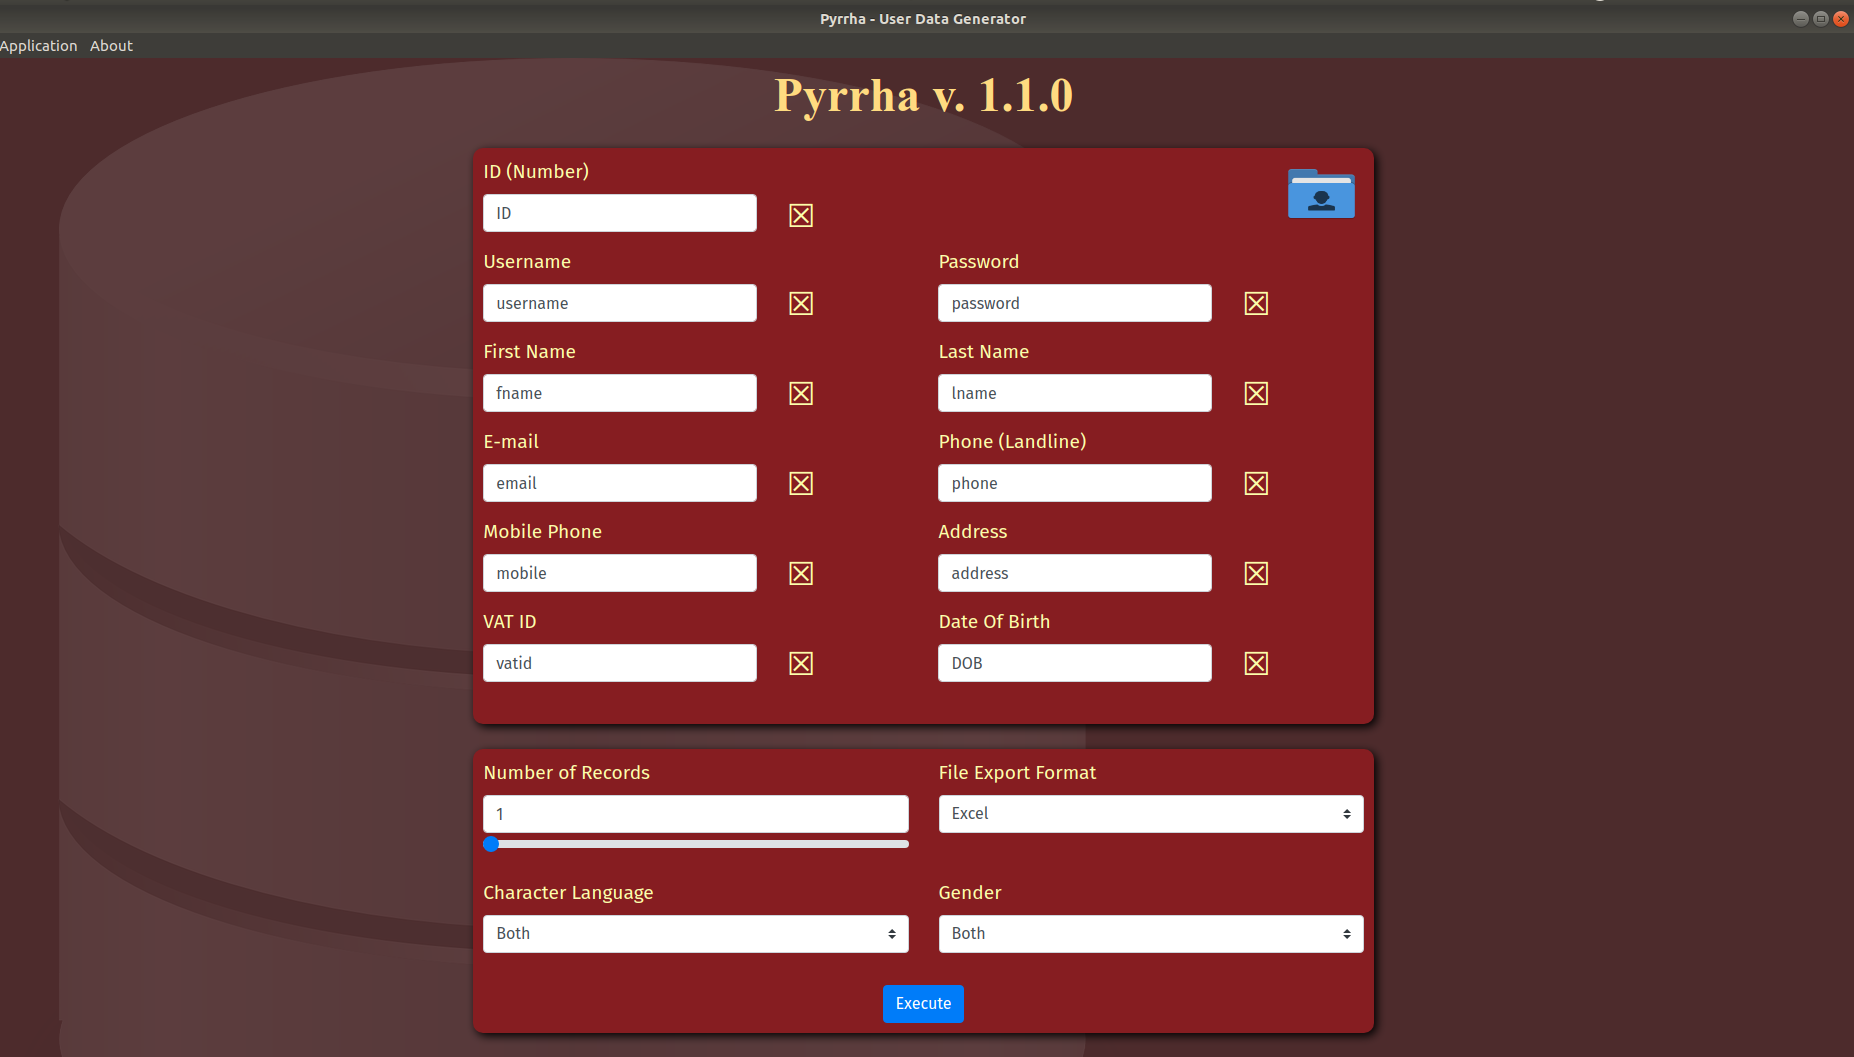 Pyrrha - User Data Generator
Application About
Pyrrha v. 1.1.0
ID (Number)
ID
Username Password
username password
First Name Last Name
fname lname
E-mail Phone (Landline)
email phone
Mobile Phone Address
mobile address
VAT ID Date Of Birth
vatid DOB
Number of Records File Export Format
1 Excel
Character Language Gender
Both Both
Execute